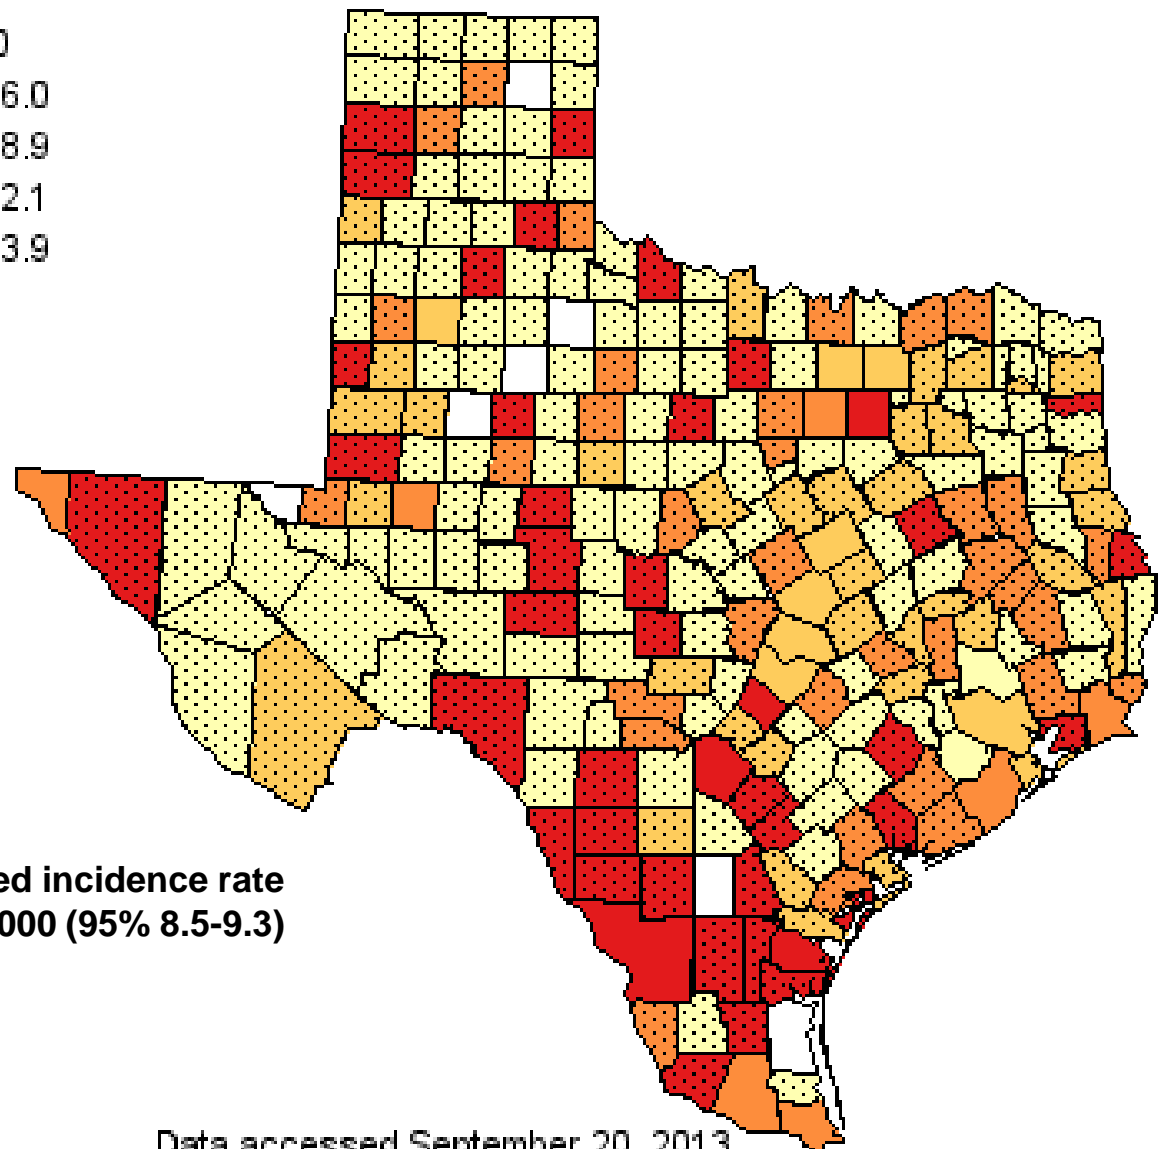 0
6.0
8.9
2.1
3.9
ed incidence rate
000 (95% 8.5-9.3)
Data accessed September 20, 2013